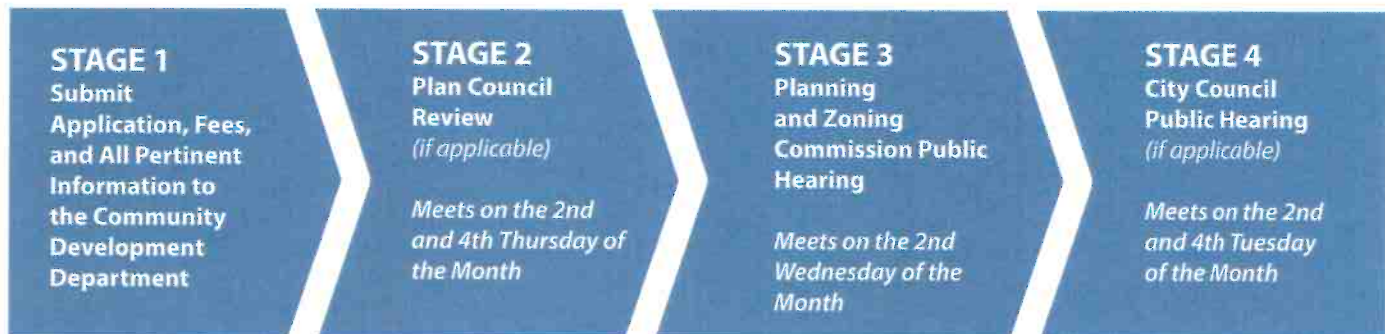 STAGE 1
Submit
Application, Fees,
and All Pertinent
Information to
the Community
Development
Department
STAGE 2
Plan Council
Review
(if applicable)
Meets on the 2nd
and 4th Thursday of
the Month
STAGE 3
Planning
and Zoning
Commission Public
Hearing
Meets on the 2nd
Wednesday of the
Month
STAGE 4
City Council
Public Hearing
(if applicable)
Meets on the 2nd
and 4th Tuesday
of the Month